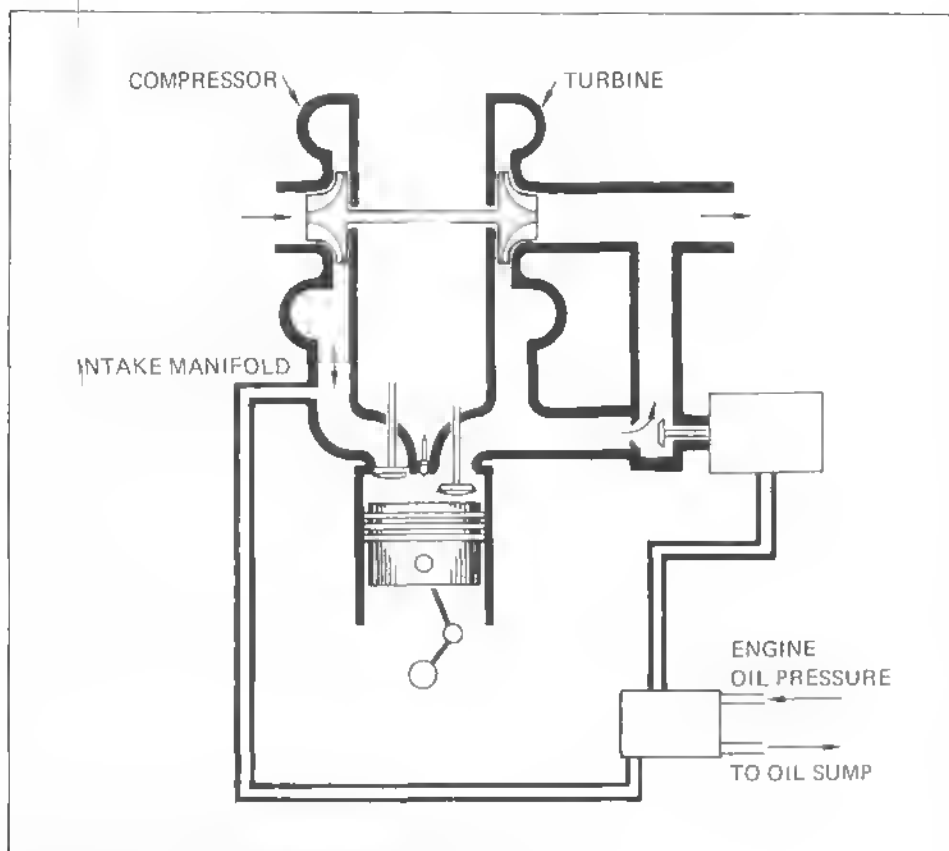 COMPRESSOR
TURBINE
INTAKE MANIFOLD
ENGINE
OIL PRESSURE
TO OIL SUMP